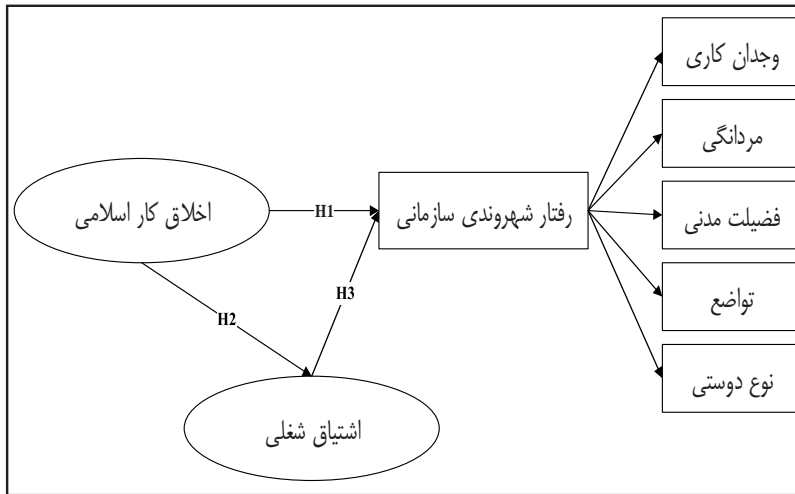 وجدان کاری
مردانگی
فضیلت مدنی
تواضع
نوع دوستی
رفتار شهروندی سازمانی
اخلاق کار اسلامی
اشتیاق شغلی
H1
H2
H3